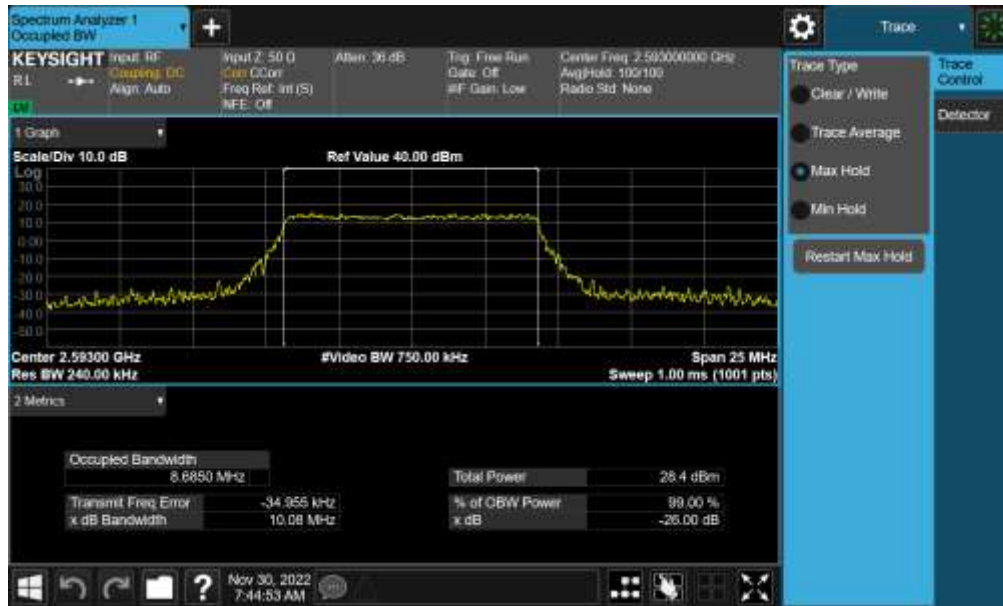 Spectrum Analyzer 1
Occupied BW
+
Trace
KEYSIGHT
RL
Input: RF
Coupling: DC
Align: Auto
Input Z: 50 Ω
Corr CCorr
Freq Ref: Int (S)
NFE: Off
Atten: 36 dB
Trig: Free Run
Gate: Off
#IF Gain: Low
Center Freq: 2.593000000 GHz
Avg|Hold: 100/100
Radio Std: None
Trace Type
Clear / Write
Trace Average
Max Hold
Min Hold
Restart Max Hold
Trace
Control
Detector
1 Graph
Scale/Div 10.0 dB
Ref Value 40.00 dBm
Log
30.0
20.0
10.0
0.00
-10.0
-20.0
-30.0
-40.0
-50.0
Center 2.59300 GHz
#Video BW 750.00 kHz
Span 25 MHz
Res BW 240.00 kHz
Sweep 1.00 ms (1001 pts)
2 Metrics
Occupied Bandwidth
8.6850 MHz
Total Power
28.4 dBm
Transmit Freq Error
-34.955 kHz
% of OBW Power
99.00 %
x dB Bandwidth
10.08 MHz
x dB
-26.00 dB
?
Nov 30, 2022
7:44:53 AM